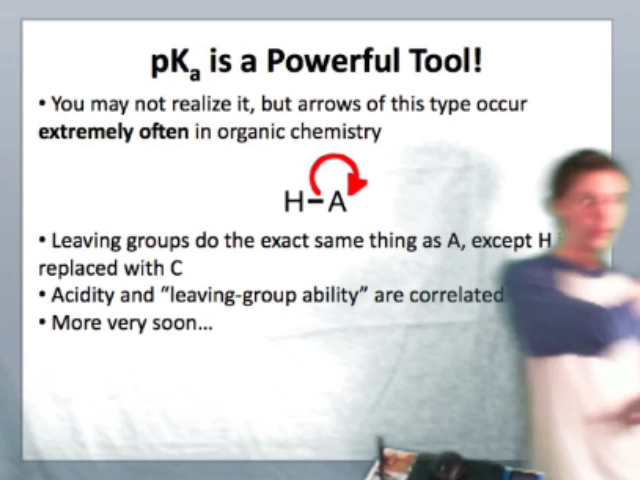 pKa is a Powerful Tool!
• You may not realize it, but arrows of this type occur
extremely often in organic chemistry
H–A
• Leaving groups do the exact same thing as A, except H
replaced with C
• Acidity and “leaving-group ability” are correlated
• More very soon...